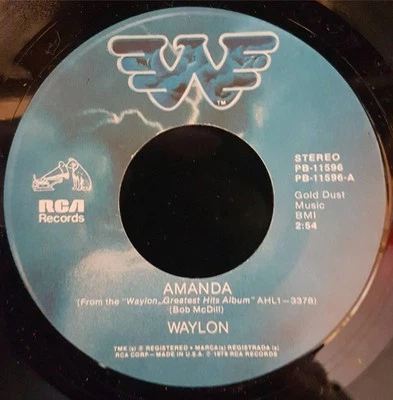 W
TM
STEREO
PB-11596
PB-11596-A
Gold Dust
Music
BMI
2:54
RCA
Records
AMANDA
(From the "Waylon, Greatest Hits Album" AHL1-3378)
(Bob McDill)
WAYLON
TMK(s) ® REGISTERED • MARCA(s) REGISTRADA(s)
RCA CORP.—MADE IN U.S.A. ℗ 1979 RCA RECORDS